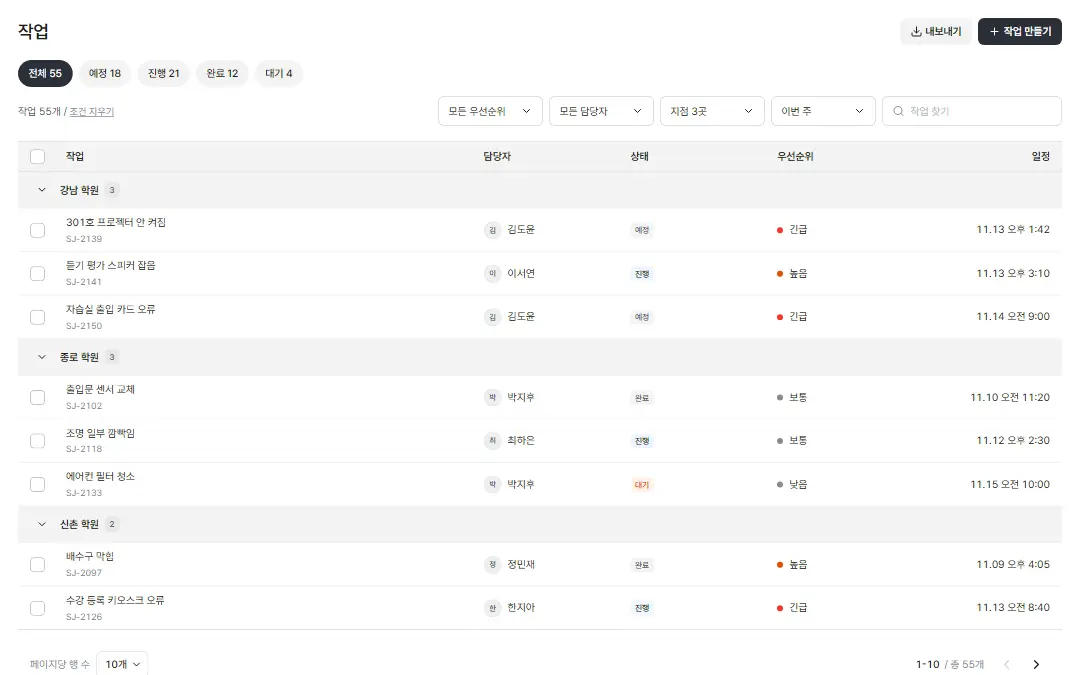 작업
내보내기
+ 작업 만들기
전체 55
예정 18
진행 21
완료 12
대기 4
작업 55개 / 조건 지우기
모든 우선순위
모든 담당자
지점 3곳
이번 주
작업 찾기
작업 담당자 상태 우선순위 일정
강남 학원 3
301호 프로젝터 안 켜짐
SJ-2139
김 김도윤 예정 긴급 11.13 오후 1:42
듣기 평가 스피커 잡음
SJ-2141
이 이서연 진행 높음 11.13 오후 3:10
자습실 출입 카드 오류
SJ-2150
김 김도윤 예정 긴급 11.14 오전 9:00
종로 학원 3
출입문 센서 교체
SJ-2102
박 박지후 완료 보통 11.10 오전 11:20
조명 일부 깜빡임
SJ-2118
최 최하은 진행 보통 11.12 오후 2:30
에어컨 필터 청소
SJ-2133
박 박지후 대기 낮음 11.15 오전 10:00
신촌 학원 2
배수구 막힘
SJ-2097
정 정민재 완료 높음 11.09 오후 4:05
수강 등록 키오스크 오류
SJ-2126
한 한지아 진행 긴급 11.13 오전 8:40
페이지당 행 수 10개
1-10 / 총 55개